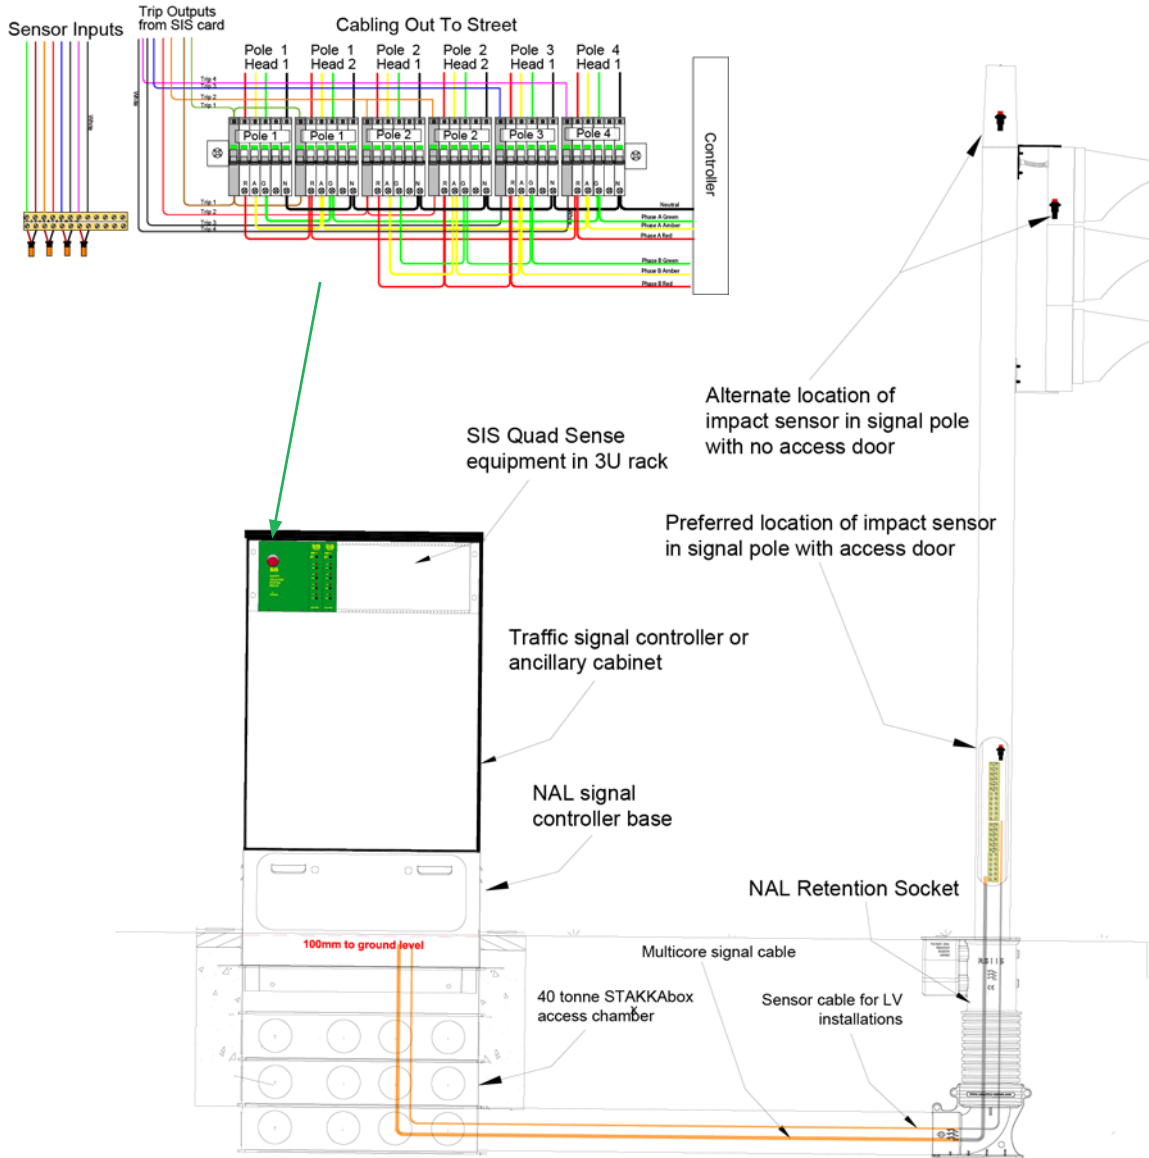 Sensor Inputs
Trip Outputs
from SIS card
Cabling Out To Street
Pole 1
Head 1
Pole 1
Head 2
Pole 2
Head 1
Pole 2
Head 2
Pole 3
Head 1
Pole 4
Head 1
Trip 4
Trip 3
Trip 2
Trip 1
Pole 1
Pole 1
Pole 2
Pole 2
Pole 3
Pole 4
R A G N
R A G N
R A G N
R A G N
R A G N
R A G N
Trip 1
Trip 2
Trip 3
Trip 4
Neutral
Phase A Green
Phase A Amber
Phase A Red
Phase B Green
Phase B Amber
Phase B Red
Controller
Alternate location of
impact sensor in signal pole
with no access door
SIS Quad Sense
equipment in 3U rack
Preferred location of impact sensor
in signal pole with access door
Traffic signal controller or
ancillary cabinet
NAL signal
controller base
NAL Retention Socket
100mm to ground level
Multicore signal cable
40 tonne STAKKAbox
x
access chamber
Sensor cable for LV
installations